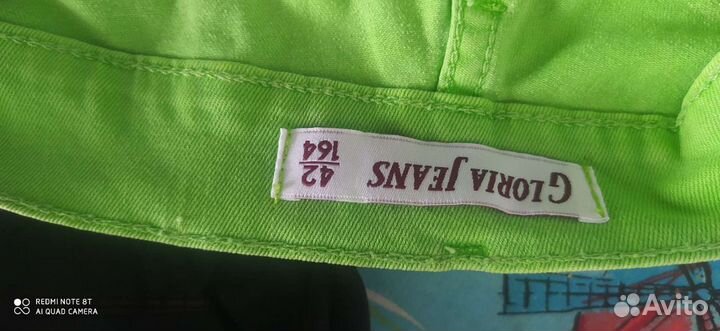 GLORIA JEANS
42
164
REDMI NOTE 8T
AI QUAD CAMERA
Avito